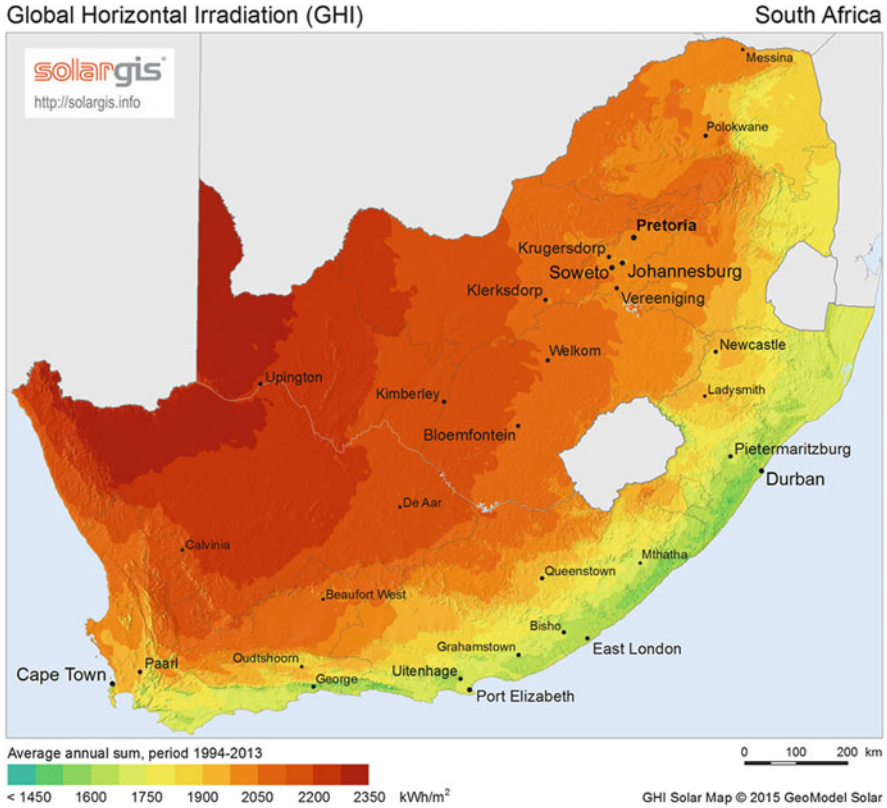 Global Horizontal Irradiation (GHI)
South Africa
solargis
http://solargis.info
Messina
Polokwane
Pretoria
Krugersdorp
Soweto
Johannesburg
Klerksdorp
Vereeniging
Newcastle
Welkom
Upington
Ladysmith
Kimberley
Bloemfontein
Pietermaritzburg
Durban
De Aar
Calvinia
Mthatha
Queenstown
Beaufort West
Bisho
Grahamstown
East London
Oudtshoorn
Paarl
Cape Town
Uitenhage
George
Port Elizabeth
Average annual sum, period 1994-2013
0 100 200 km
< 1450 1600 1750 1900 2050 2200 2350 kWh/m²
GHI Solar Map © 2015 GeoModel Solar